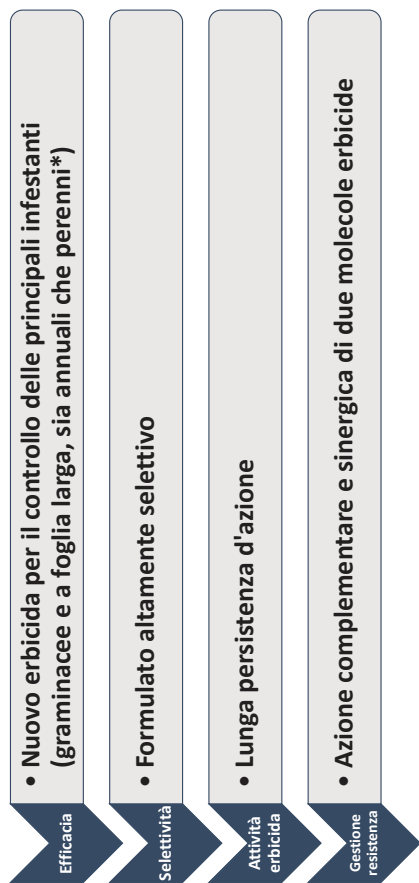 Efficacia
• Nuovo erbicida per il controllo delle principali infestanti
(graminacee e a foglia larga, sia annuali che perenni*)
Selettività
• Formulato altamente selettivo
Attività
erbicida
• Lunga persistenza d'azione
Gestione
resistenza
• Azione complementare e sinergica di due molecole erbicide